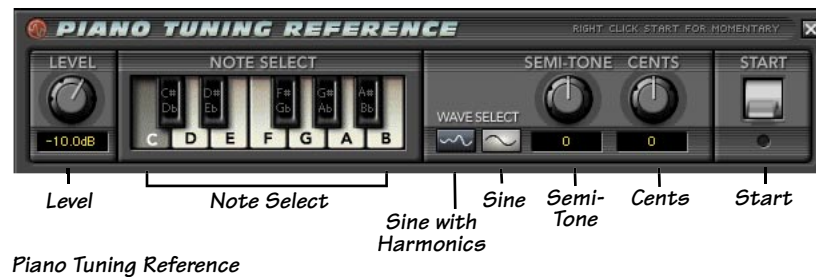 PIANO TUNING REFERENCE
RIGHT CLICK START FOR MOMENTARY
X
LEVEL
NOTE SELECT
SEMI-TONE
CENTS
START
C# D# F# G# A#
Db Eb Gb Ab Bb
WAVE SELECT
-10.0dB
C D E F G A B
0
0
Level
Note Select
Sine with
Harmonics
Sine
Semi-
Tone
Cents
Start
Piano Tuning Reference